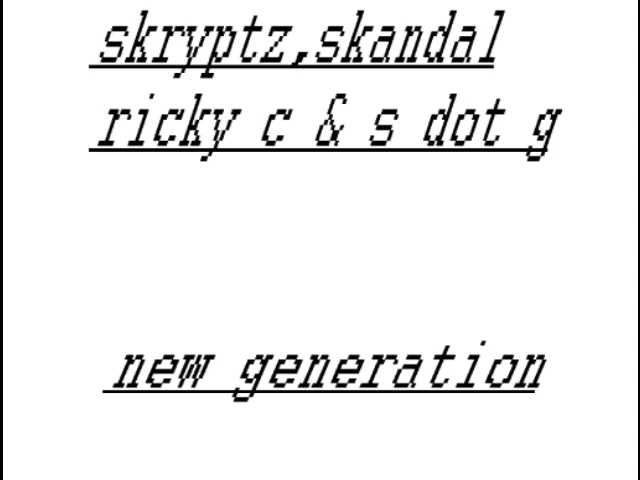 skryptz,skandal
ricky c & s dot g
new generation